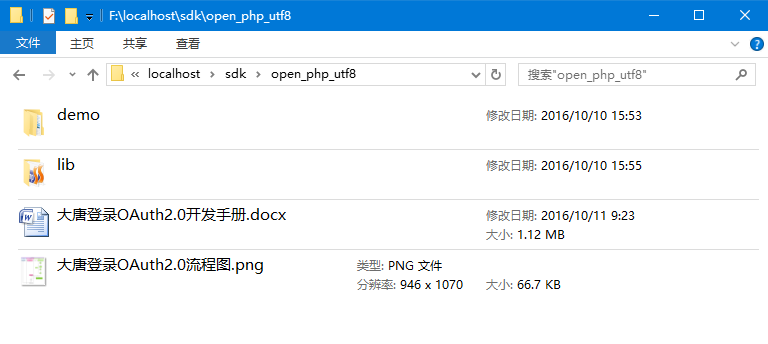 F:\localhost\sdk\open_php_utf8
文件 主页 共享 查看
« localhost › sdk › open_php_utf8 搜索"open_php_utf8"
demo 修改日期: 2016/10/10 15:53
lib 修改日期: 2016/10/10 15:55
大唐登录OAuth2.0开发手册.docx 修改日期: 2016/10/11 9:23
大小: 1.12 MB
大唐登录OAuth2.0流程图.png 类型: PNG 文件
分辨率: 946 x 1070 大小: 66.7 KB